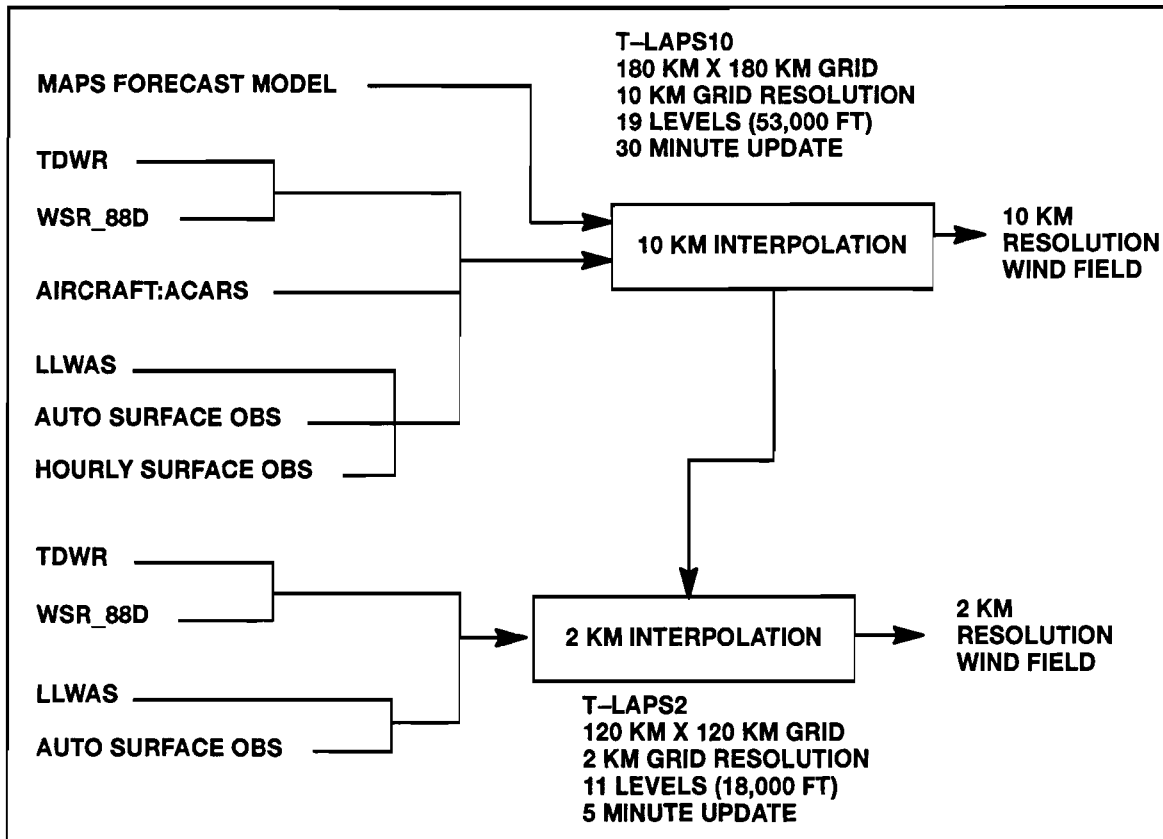 T–LAPS10
180 KM X 180 KM GRID
10 KM GRID RESOLUTION
19 LEVELS (53,000 FT)
30 MINUTE UPDATE
MAPS FORECAST MODEL
TDWR
WSR_88D
AIRCRAFT:ACARS
LLWAS
AUTO SURFACE OBS
HOURLY SURFACE OBS
10 KM INTERPOLATION
10 KM
RESOLUTION
WIND FIELD
TDWR
WSR_88D
LLWAS
AUTO SURFACE OBS
2 KM INTERPOLATION
2 KM
RESOLUTION
WIND FIELD
T–LAPS2
120 KM X 120 KM GRID
2 KM GRID RESOLUTION
11 LEVELS (18,000 FT)
5 MINUTE UPDATE